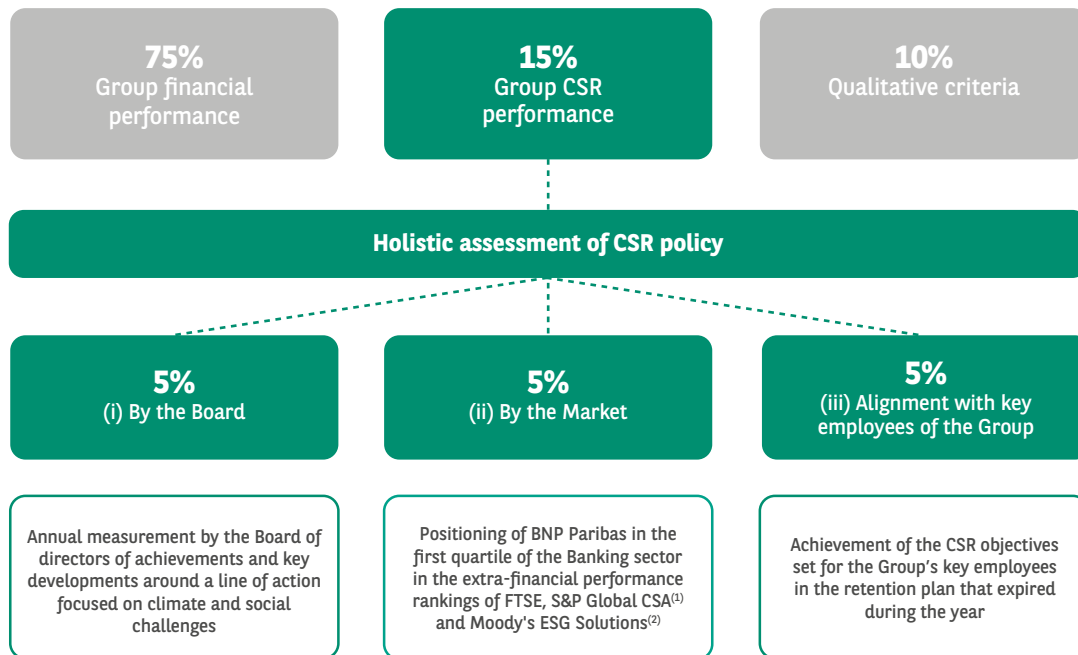 75%
Group financial
performance
15%
Group CSR
performance
10%
Qualitative criteria
Holistic assessment of CSR policy
5%
(i) By the Board
5%
(ii) By the Market
5%
(iii) Alignment with key
employees of the Group
Annual measurement by the Board of
directors of achievements and key
developments around a line of action
focused on climate and social
challenges
Positioning of BNP Paribas in the
first quartile of the Banking sector
in the extra-financial performance
rankings of FTSE, S&P Global CSA(1)
and Moody's ESG Solutions(2)
Achievement of the CSR objectives
set for the Group’s key employees
in the retention plan that expired
during the year